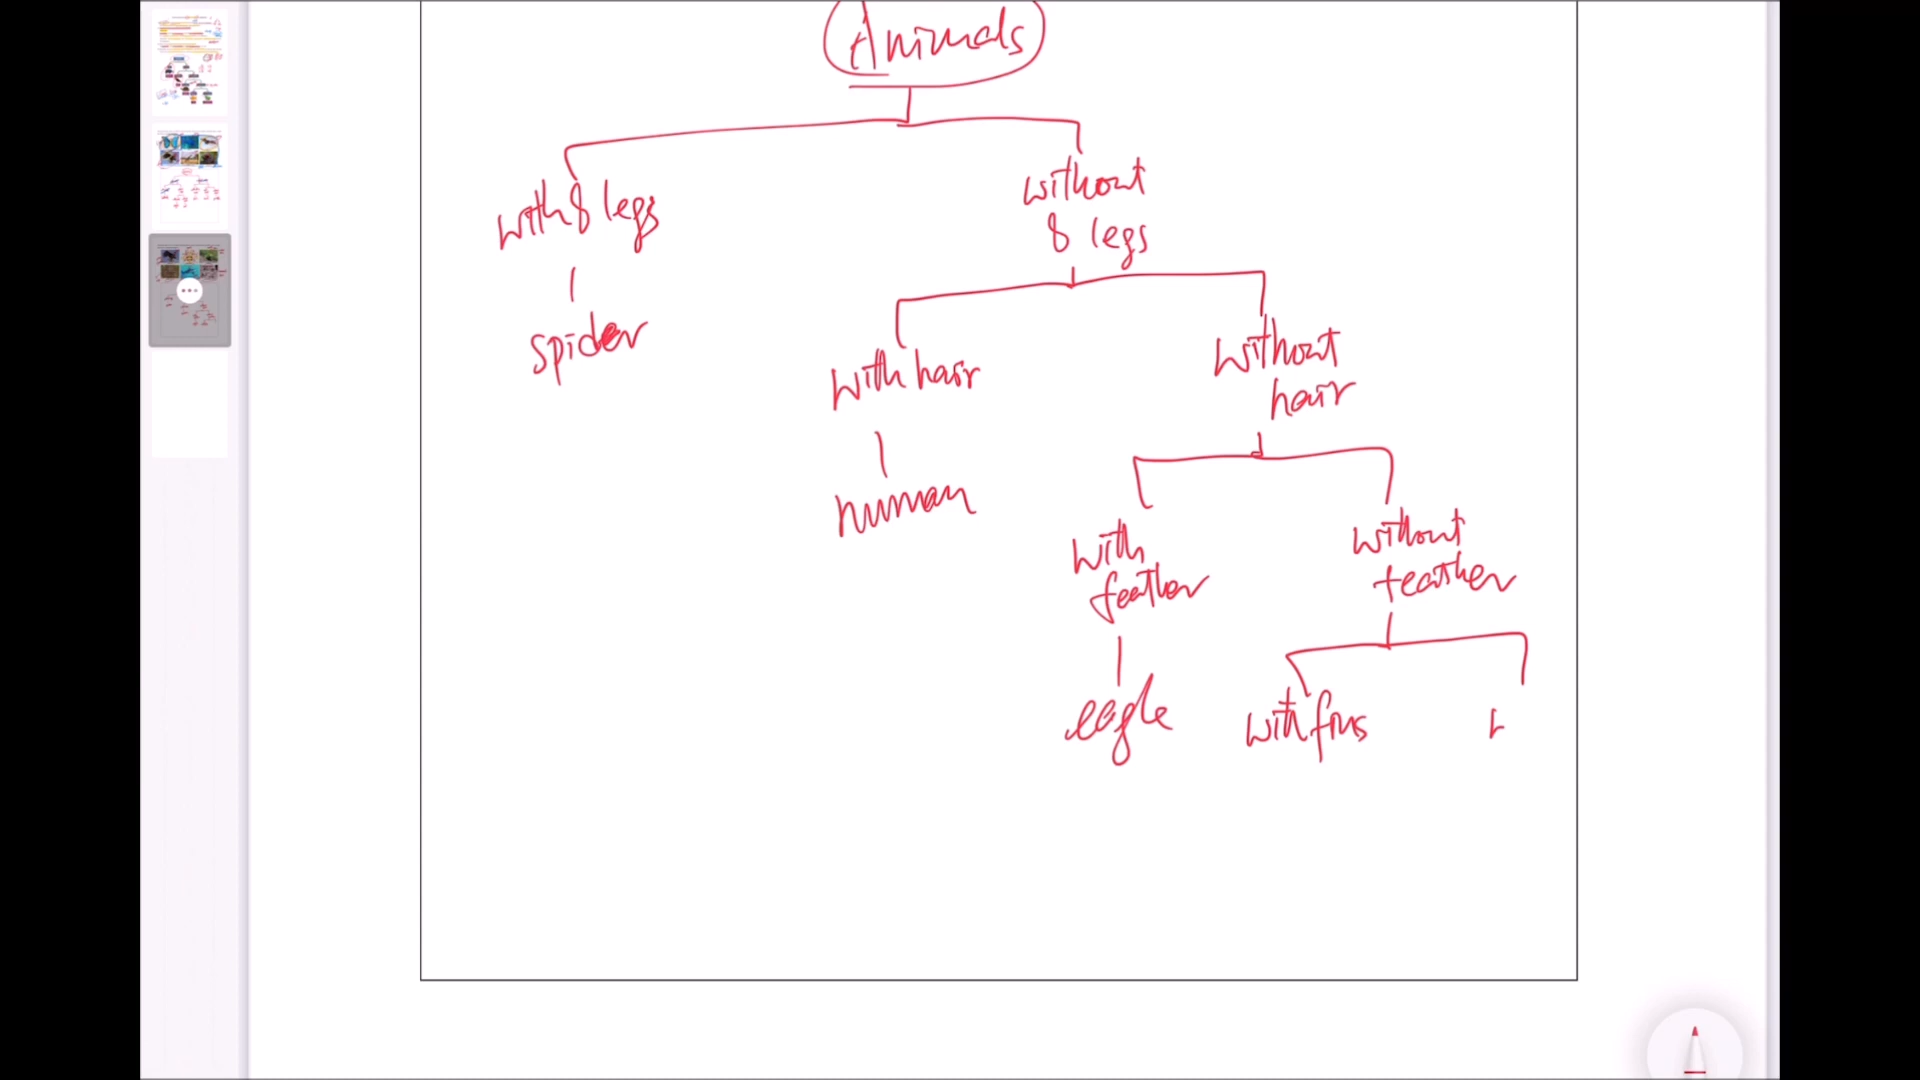 Animals
with 8 legs
without
8 legs
spider
with hair
without
hair
human
with
feather
without
feather
eagle
with fins